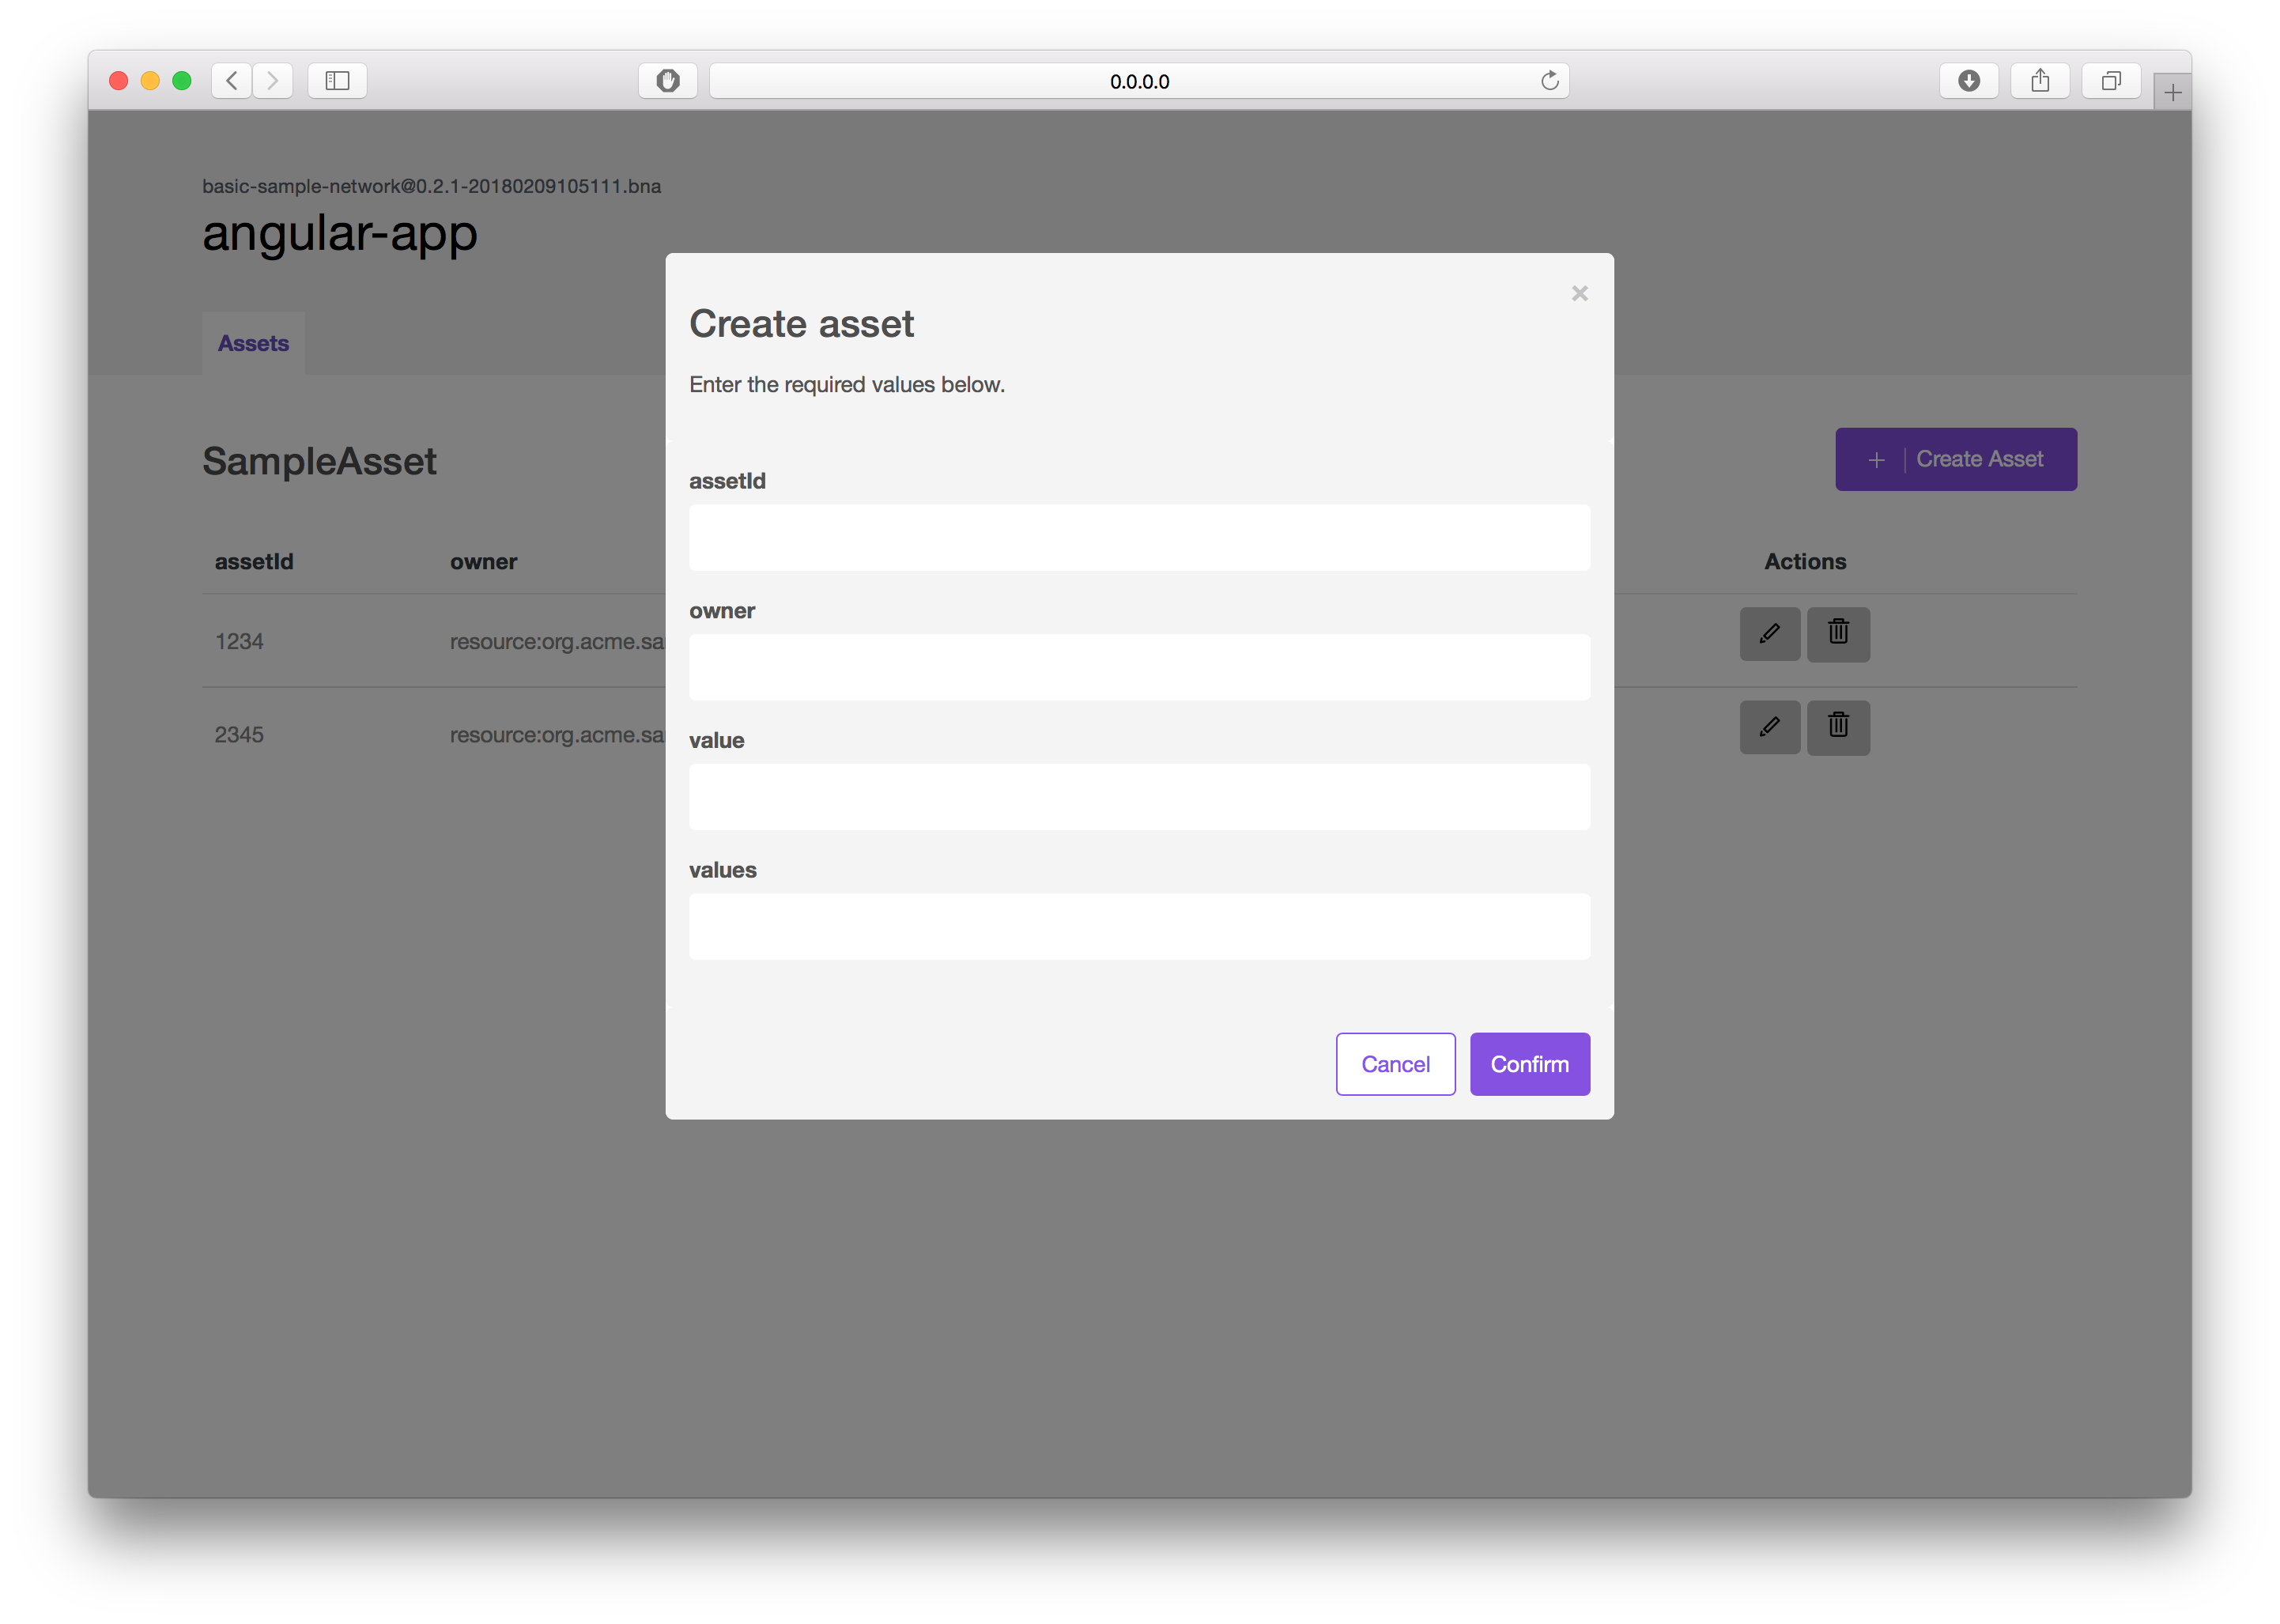 0.0.0.0
basic-sample-network@0.2.1-20180209105111.bna
angular-app
Assets
SampleAsset
Create Asset
assetId owner Actions
1234 resource:org.acme.sa
2345 resource:org.acme.sa
Create asset
×
Enter the required values below.
assetId
owner
value
values
Cancel Confirm